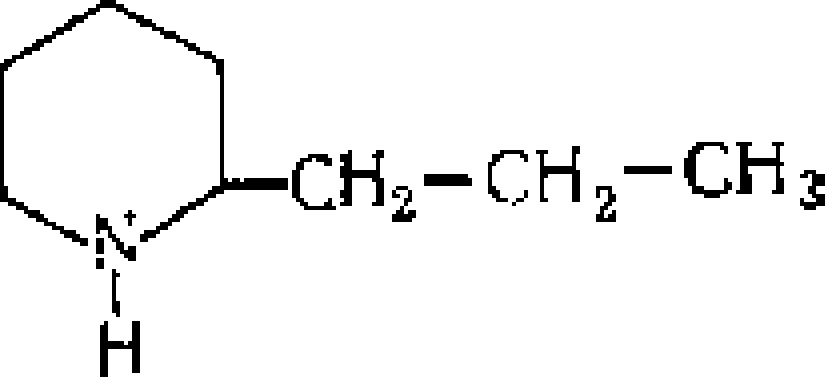 CH₂ – CH₂ – CH₃
N⁺
H